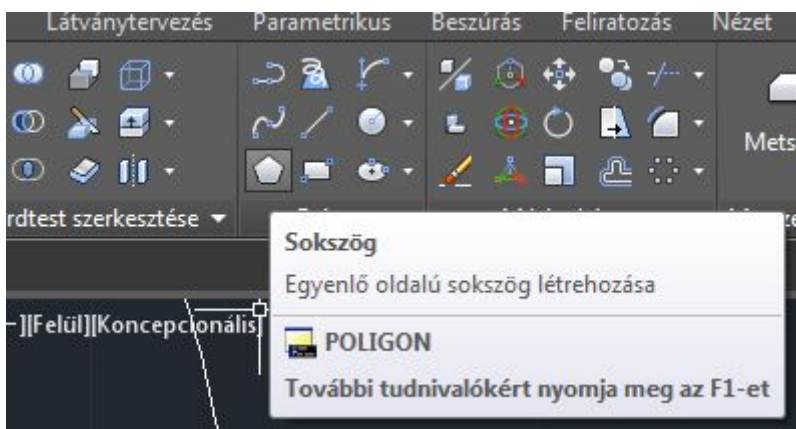 Látványtervezés Parametrikus Beszúrás Feliratozás Nézet
Mets
rdtest szerkesztése
Sokszög
Egyenlő oldalú sokszög létrehozása
-][Felül][Koncepcionális]
POLIGON
További tudnivalókért nyomja meg az F1-et